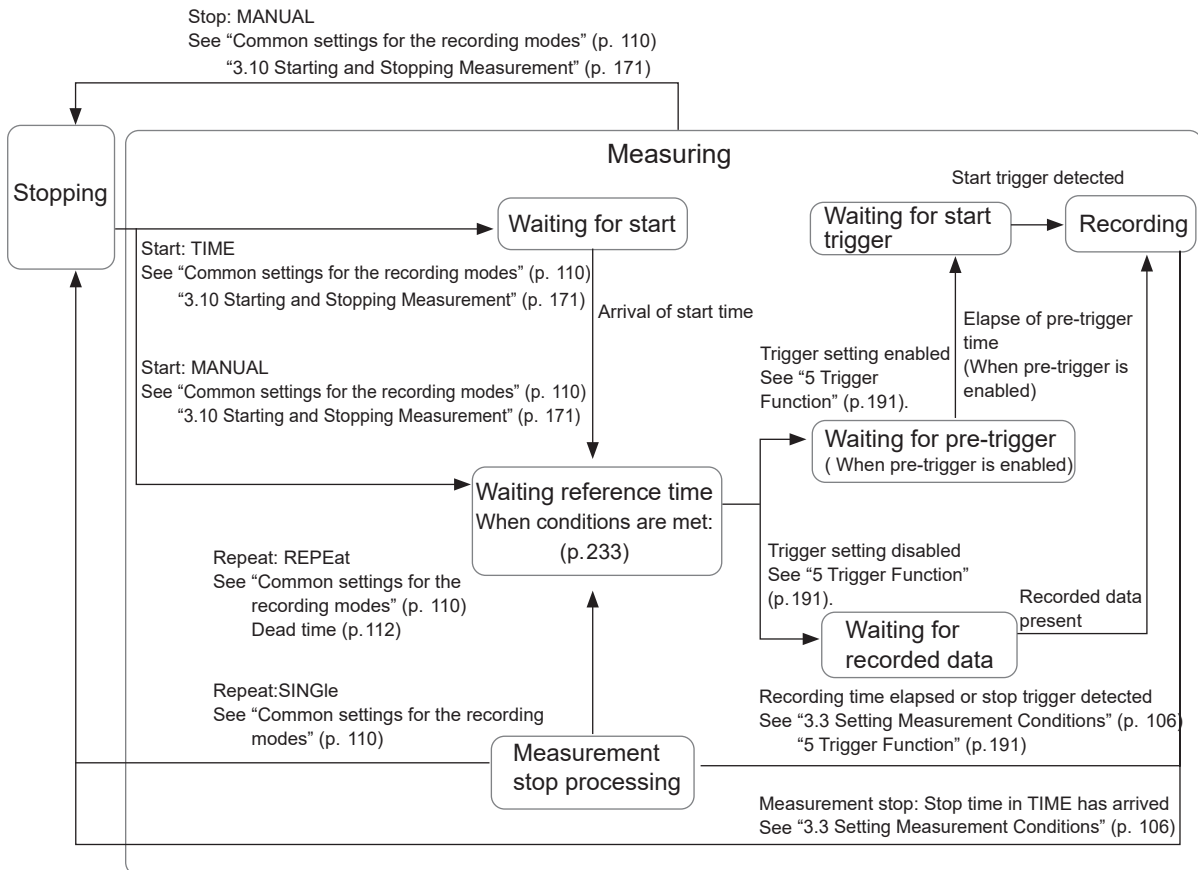 Stop: MANUAL
See “Common settings for the recording modes” (p. 110)
“3.10 Starting and Stopping Measurement” (p. 171)
Measuring
Stopping
Start trigger detected
Waiting for start
Waiting for start
trigger
Recording
Start: TIME
See “Common settings for the recording modes” (p. 110)
“3.10 Starting and Stopping Measurement” (p. 171)
Arrival of start time
Elapse of pre-trigger
time
(When pre-trigger is
enabled)
Start: MANUAL
See “Common settings for the recording modes” (p. 110)
“3.10 Starting and Stopping Measurement” (p. 171)
Trigger setting enabled
See “5 Trigger
Function” (p.191).
Waiting for pre-trigger
( When pre-trigger is enabled)
Waiting reference time
When conditions are met:
(p.233)
Repeat: REPEat
See “Common settings for the
recording modes” (p. 110)
Dead time (p.112)
Trigger setting disabled
See “5 Trigger Function”
(p.191).
Recorded data
present
Waiting for
recorded data
Repeat:SINGle
See “Common settings for the recording
modes” (p. 110)
Recording time elapsed or stop trigger detected
See “3.3 Setting Measurement Conditions” (p. 106)
“5 Trigger Function” (p.191)
Measurement
stop processing
Measurement stop: Stop time in TIME has arrived
See “3.3 Setting Measurement Conditions” (p. 106)